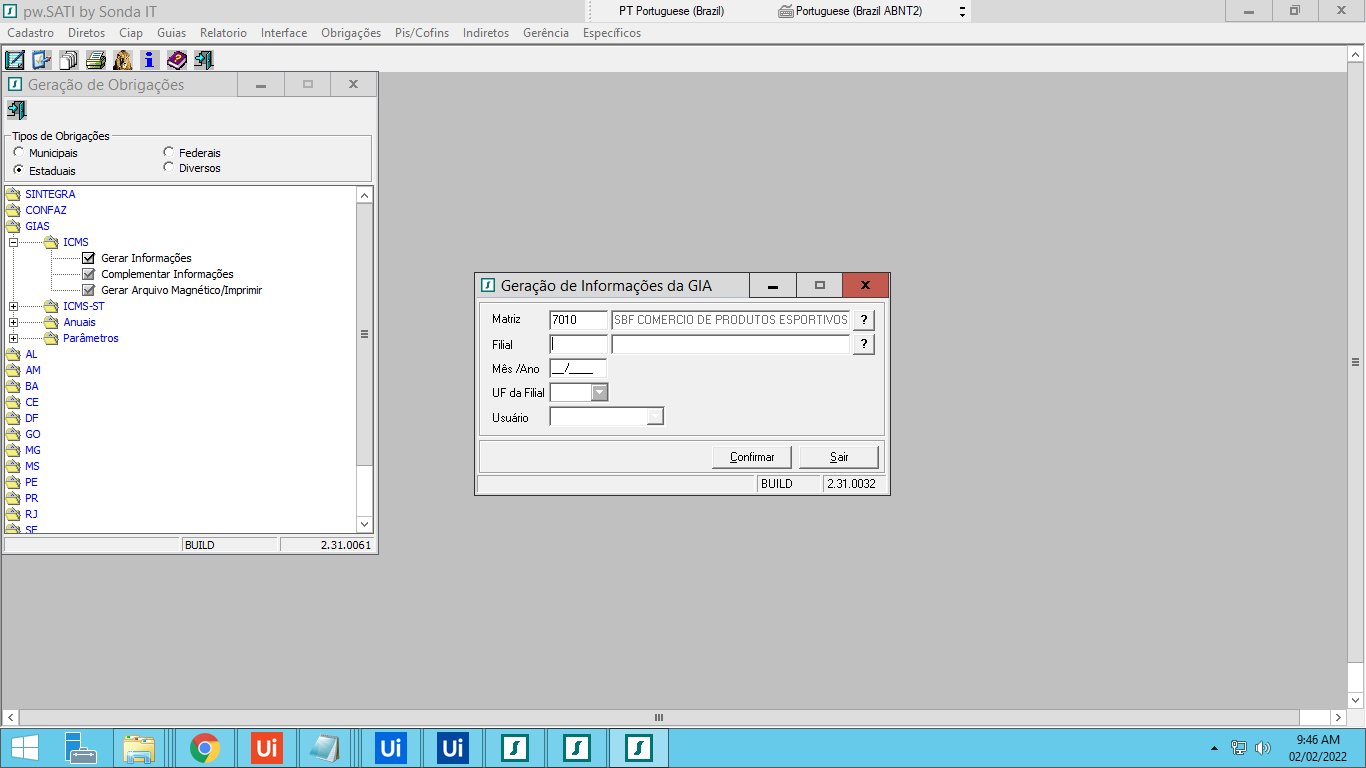 pw.SATI by Sonda IT
PT Portuguese (Brazil) Portuguese (Brazil ABNT2)
Cadastro Diretos Ciap Guias Relatorio Interface Obrigações Pis/Cofins Indiretos Gerência Específicos
Geração de Obrigações
Tipos de Obrigações
Municipais Federais
Estaduais Diversos
SINTEGRA
CONFAZ
GIAS
ICMS
Gerar Informações
Complementar Informações
Gerar Arquivo Magnético/Imprimir
ICMS-ST
Anuais
Parâmetros
AL
AM
BA
CE
DF
GO
MG
MS
PE
PR
RJ
SE
BUILD 2.31.0061
Geração de Informações da GIA
Matriz 7010 SBF COMERCIO DE PRODUTOS ESPORTIVOS ?
Filial ?
Mês /Ano __/____
UF da Filial
Usuário
Confirmar Sair
BUILD 2.31.0032
Ui Ui Ui
9:46 AM
02/02/2022